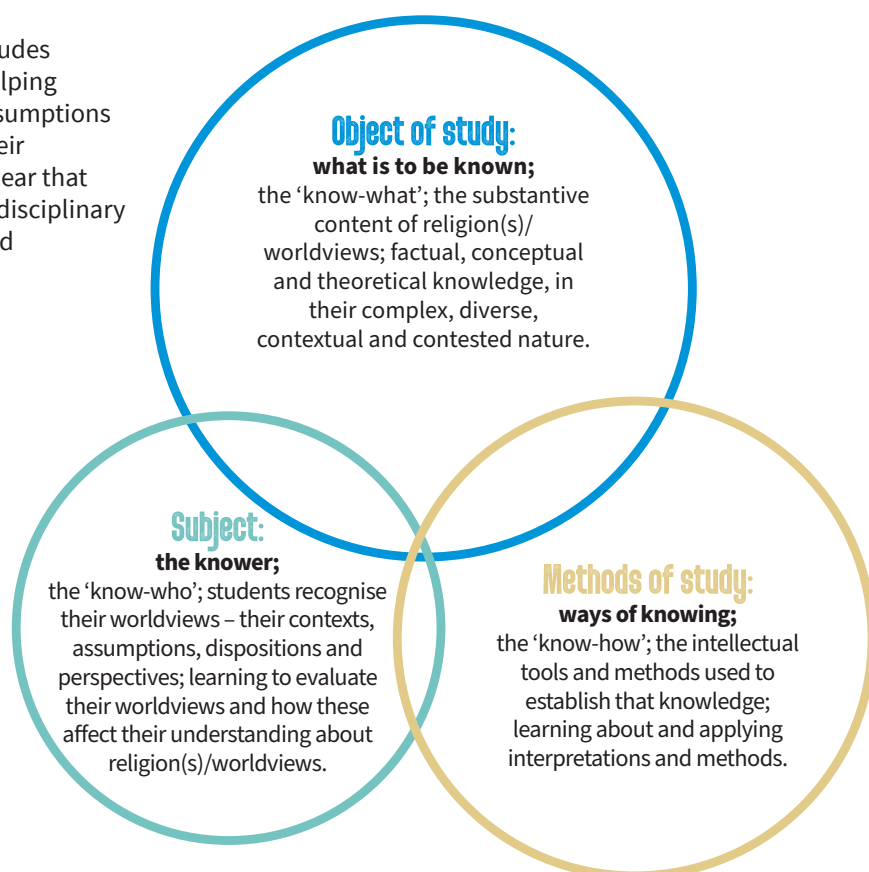 udes
lping
sumptions
eir
ear that
disciplinary
d
Object of study:
what is to be known;
the ‘know-what’; the substantive
content of religion(s)/
worldviews; factual, conceptual
and theoretical knowledge, in
their complex, diverse,
contextual and contested nature.
Subject:
the knower;
the ‘know-who’; students recognise
their worldviews – their contexts,
assumptions, dispositions and
perspectives; learning to evaluate
their worldviews and how these
affect their understanding about
religion(s)/worldviews.
Methods of study:
ways of knowing;
the ‘know-how’; the intellectual
tools and methods used to
establish that knowledge;
learning about and applying
interpretations and methods.